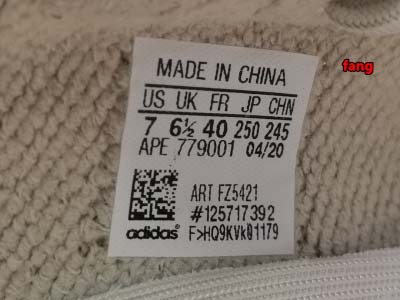 fang
MADE IN CHINA
US UK FR JP CHN
7 6½ 40 250 245
APE 779001 04/20
ART FZ5421
#125717392
adidas F>HQ9KVk01179